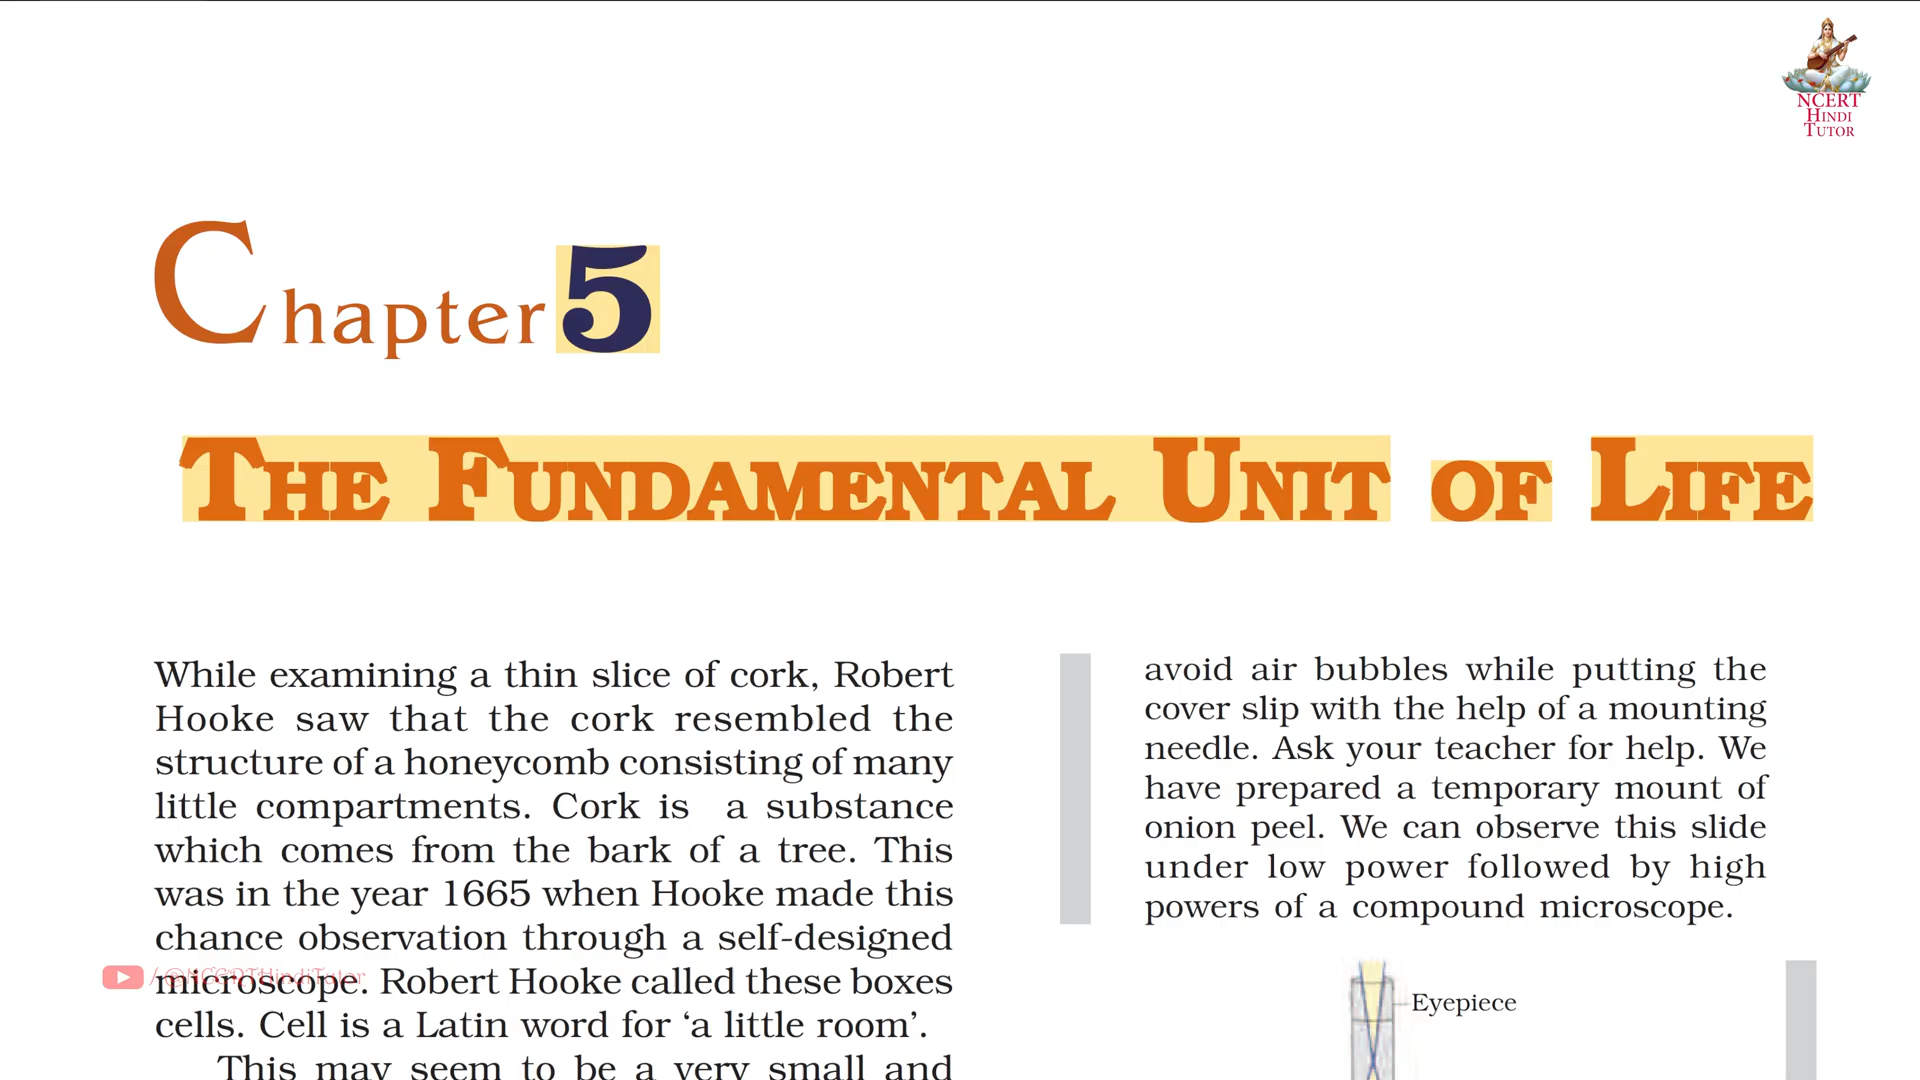 NCERT
HINDI
TUTOR
Chapter 5
THE FUNDAMENTAL UNIT OF LIFE
While examining a thin slice of cork, Robert
Hooke saw that the cork resembled the
structure of a honeycomb consisting of many
little compartments. Cork is a substance
which comes from the bark of a tree. This
was in the year 1665 when Hooke made this
chance observation through a self-designed
microscope. Robert Hooke called these boxes
cells. Cell is a Latin word for ‘a little room’.
This may seem to be a very small and
/ @NCERTHindiTutor
avoid air bubbles while putting the
cover slip with the help of a mounting
needle. Ask your teacher for help. We
have prepared a temporary mount of
onion peel. We can observe this slide
under low power followed by high
powers of a compound microscope.
Eyepiece